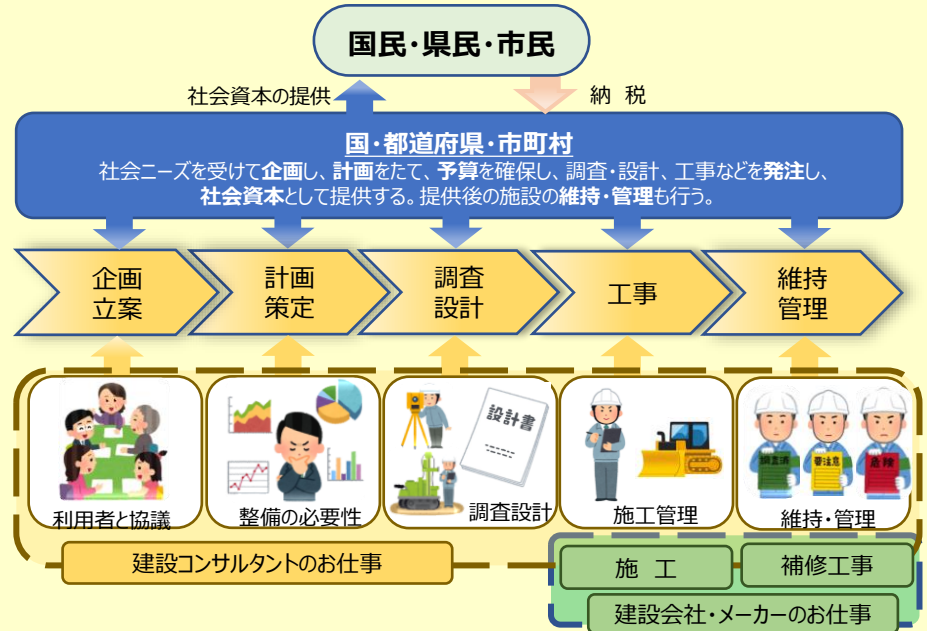 国民・県民・市民
社会資本の提供
納 税
国・都道府県・市町村
社会ニーズを受けて企画し、計画をたて、予算を確保し、調査・設計、工事などを発注し、
社会資本として提供する。提供後の施設の維持・管理も行う。
企画
立案
計画
策定
調査
設計
工事
維持
管理
設計書
調査済
要注意
危険
利用者と協議
整備の必要性
調査設計
施工管理
維持・管理
建設コンサルタントのお仕事
施 工
補修工事
建設会社・メーカーのお仕事